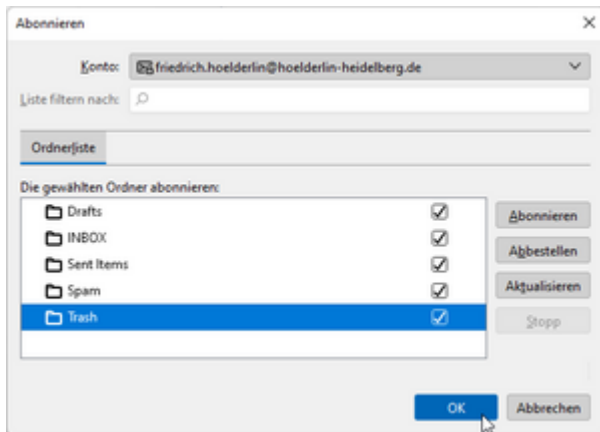 Abonnieren
Konto: friedrich.hoelderlin@hoelderlin-heidelberg.de
Liste filtern nach:
Ordnerliste
Die gewählten Ordner abonnieren:
Drafts
INBOX
Sent Items
Spam
Trash
Abonnieren
Abbestellen
Aktualisieren
Stopp
OK
Abbrechen